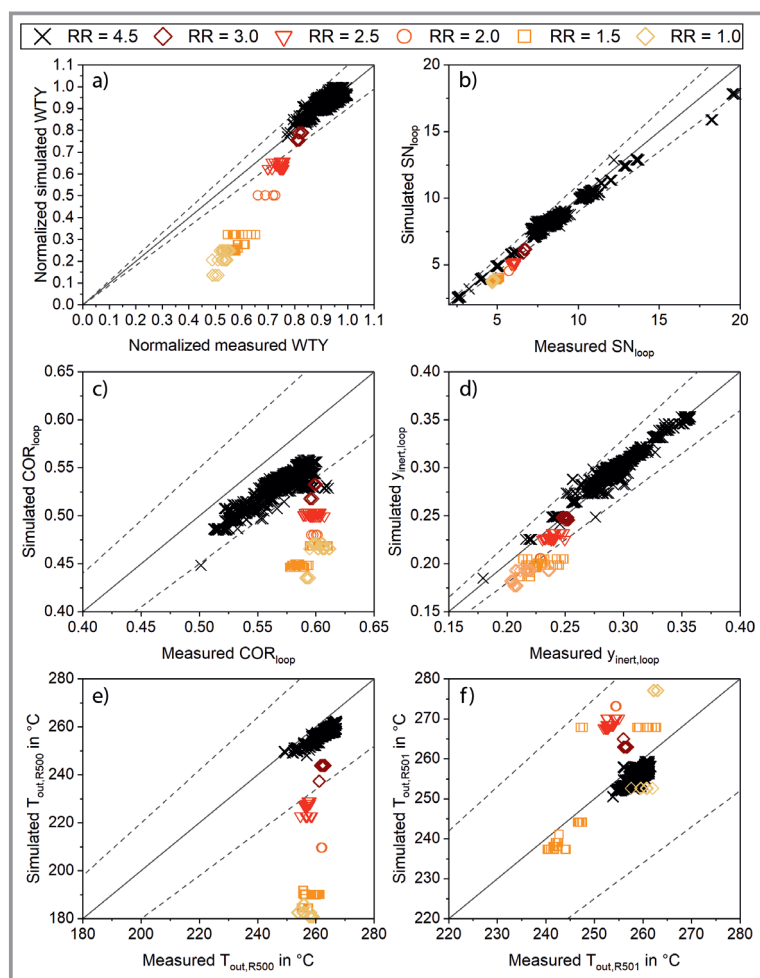 RR = 4.5 RR = 3.0 RR = 2.5 RR = 2.0 RR = 1.5 RR = 1.0
a)
Normalized simulated WTY
1.1
1.0
0.9
0.8
0.7
0.6
0.5
0.4
0.3
0.2
0.1
0.0
0.0 0.1 0.2 0.3 0.4 0.5 0.6 0.7 0.8 0.9 1.0 1.1
Normalized measured WTY
b)
Simulated SNloop
20
15
10
5
5 10 15 20
Measured SNloop
c)
Simulated CORloop
0.65
0.60
0.55
0.50
0.45
0.40
0.40 0.45 0.50 0.55 0.60 0.65
Measured CORloop
d)
Simulated yinert,loop
0.40
0.35
0.30
0.25
0.20
0.15
0.15 0.20 0.25 0.30 0.35 0.40
Measured yinert,loop
e)
Simulated Tout,R500 in °C
280
260
240
220
200
180
180 200 220 240 260 280
Measured Tout,R500 in °C
f)
Simulated Tout,R501 in °C
280
270
260
250
240
230
220
220 230 240 250 260 270 280
Measured Tout,R501 in °C